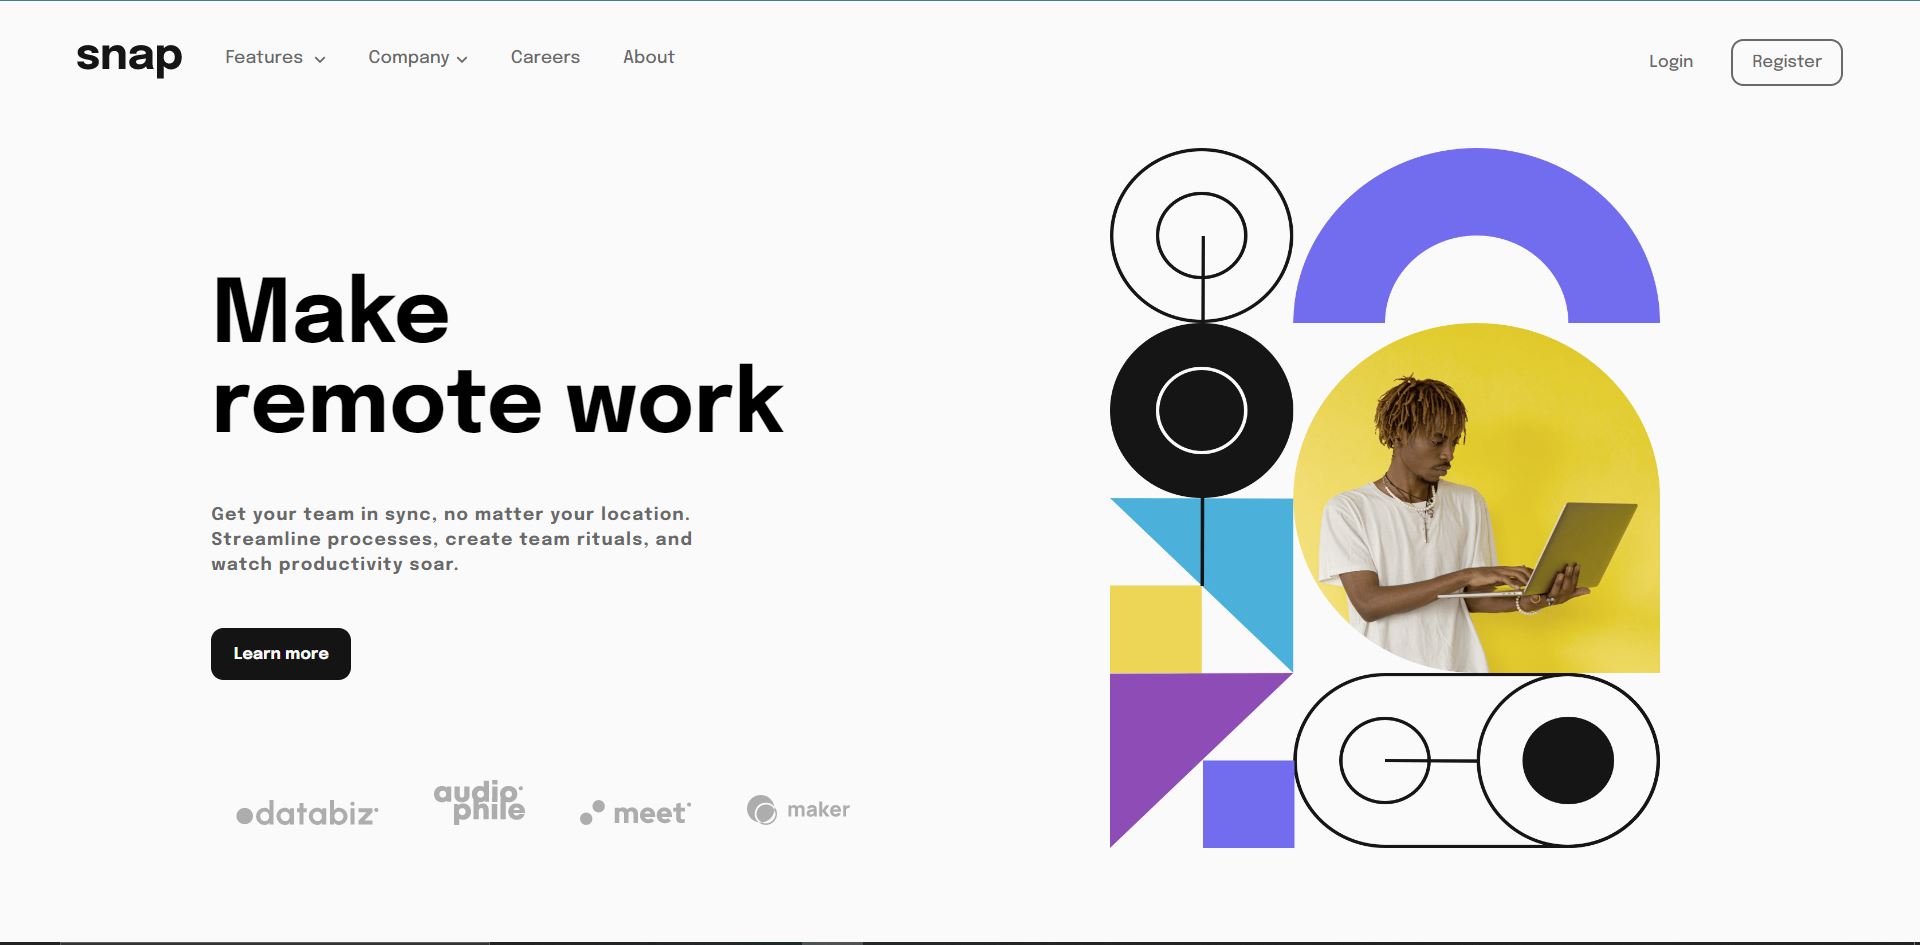 snap
Features
Company
Careers
About
Login
Register
Make
remote work
Get your team in sync, no matter your location.
Streamline processes, create team rituals, and
watch productivity soar.
Learn more
databiz
audio
phile
meet
maker